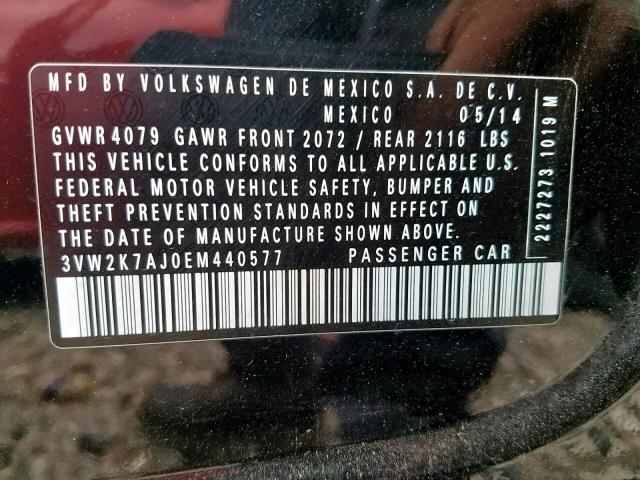 MFD BY VOLKSWAGEN DE MEXICO S.A. DE C.V.
MEXICO 05/14
GVWR 4079 GAWR FRONT 2072 / REAR 2116 LBS
THIS VEHICLE CONFORMS TO ALL APPLICABLE U.S.
FEDERAL MOTOR VEHICLE SAFETY, BUMPER AND
THEFT PREVENTION STANDARDS IN EFFECT ON
THE DATE OF MANUFACTURE SHOWN ABOVE.
3VW2K7AJ0EM440577 PASSENGER CAR
2227273 1019 M